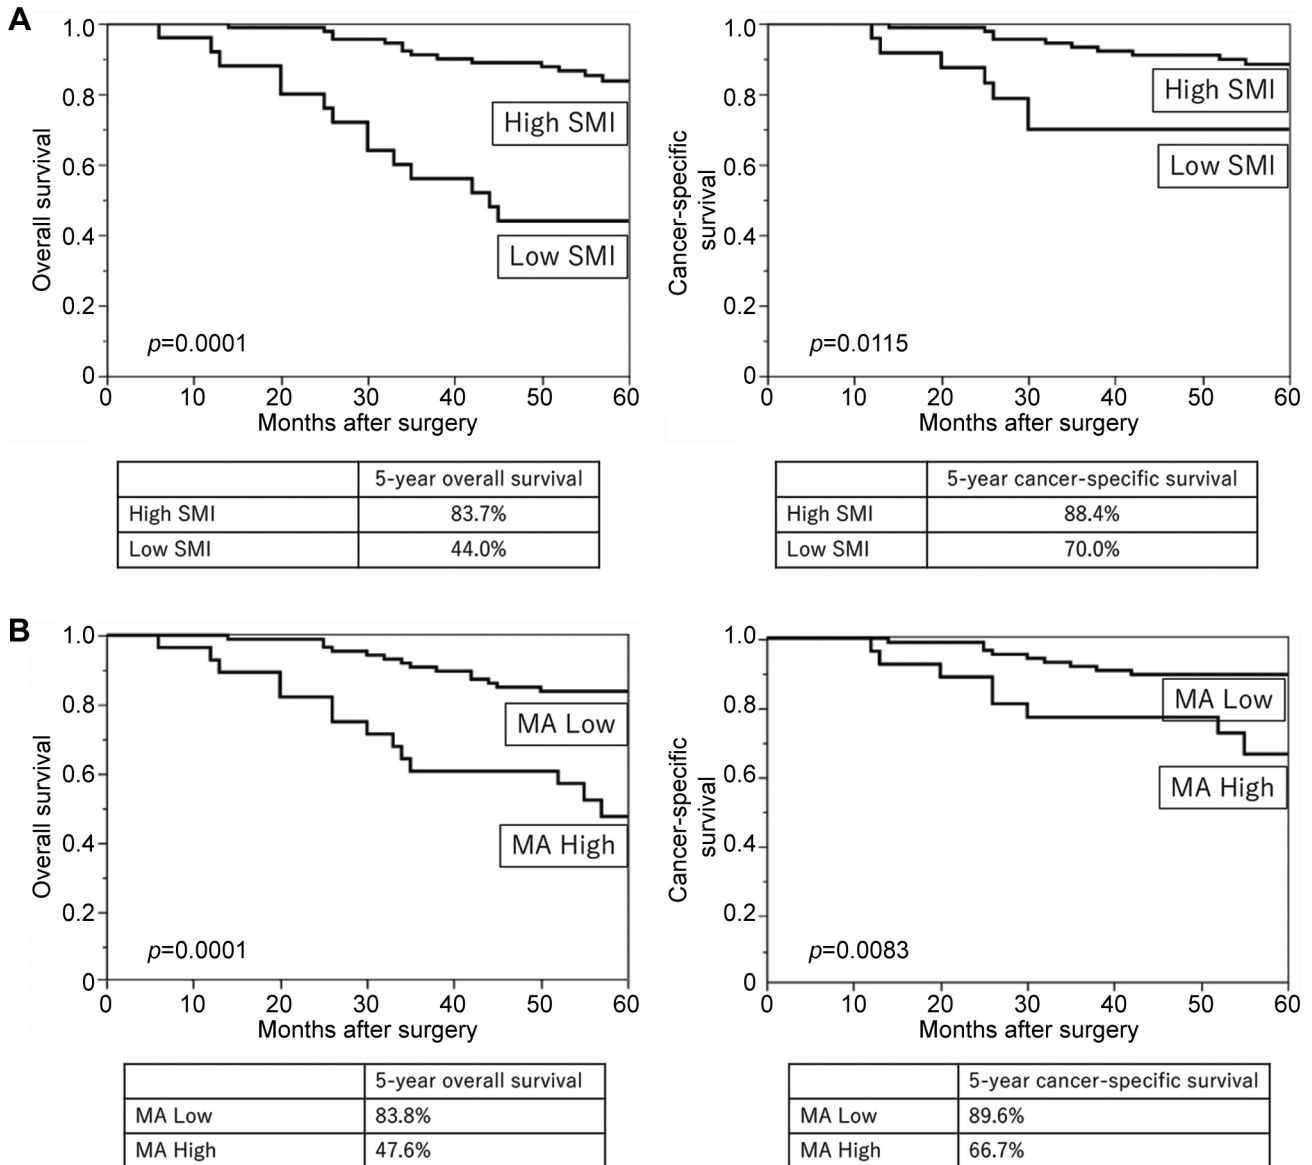 A
1.0
0.8
0.6
0.4
0.2
0
Overall survival
High SMI
Low SMI
p=0.0001
0 10 20 30 40 50 60
Months after surgery
5-year overall survival
High SMI 83.7%
Low SMI 44.0%
1.0
0.8
0.6
0.4
0.2
0
Cancer-specific
survival
High SMI
Low SMI
p=0.0115
0 10 20 30 40 50 60
Months after surgery
5-year cancer-specific survival
High SMI 88.4%
Low SMI 70.0%
B
1.0
0.8
0.6
0.4
0.2
0
Overall survival
MA Low
MA High
p=0.0001
0 10 20 30 40 50 60
Months after surgery
5-year overall survival
MA Low 83.8%
MA High 47.6%
1.0
0.8
0.6
0.4
0.2
0
Cancer-specific
survival
MA Low
MA High
p=0.0083
0 10 20 30 40 50 60
Months after surgery
5-year cancer-specific survival
MA Low 89.6%
MA High 66.7%